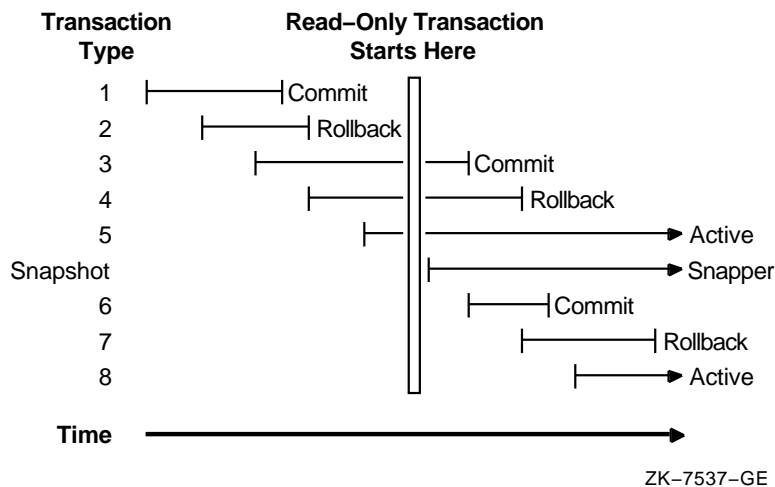 Transaction Type
Read–Only Transaction Starts Here
1 Commit
2 Rollback
3 Commit
4 Rollback
5 Active
Snapshot Snapper
6 Commit
7 Rollback
8 Active
Time
ZK–7537–GE